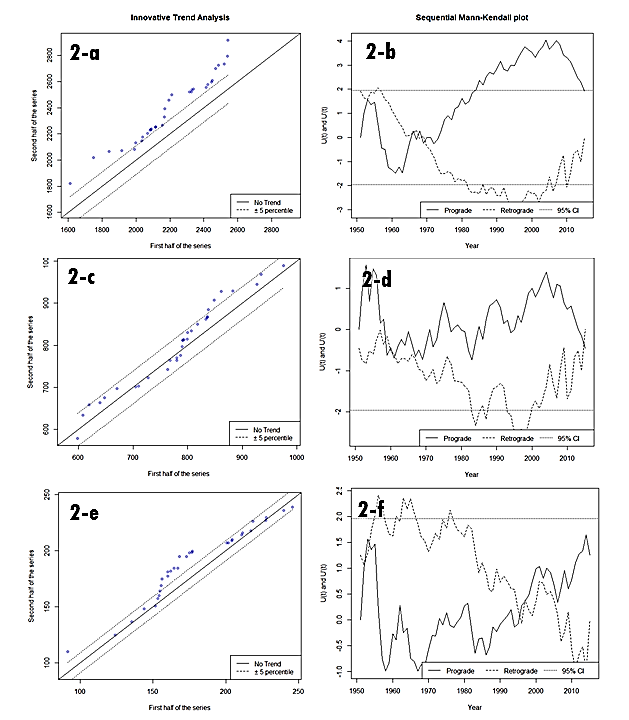 Innovative Trend Analysis
Sequential Mann-Kendall plot
2-a
Second half of the series
1600 1800 2000 2200 2400 2600 2800
No Trend
± 5 percentile
1600 1800 2000 2200 2400 2600 2800
First half of the series
2-b
U(t) and U'(t)
-3 -2 -1 0 1 2 3 4
Prograde Retrograde 95% CI
1950 1960 1970 1980 1990 2000 2010
Year
2-c
Second half of the series
600 700 800 900
No Trend
± 5 percentile
600 700 800 900 1000
First half of the series
2-d
U(t) and U'(t)
-2 -1 0 1
Prograde Retrograde 95% CI
1950 1960 1970 1980 1990 2000 2010
Year
2-e
Second half of the series
100 150 200 250
No Trend
± 5 percentile
100 150 200 250
First half of the series
2-f
U(t) and U'(t)
-1.0 -0.5 0.0 0.5 1.0 1.5 2.0 2.5
Prograde Retrograde 95% CI
1950 1960 1970 1980 1990 2000 2010
Year